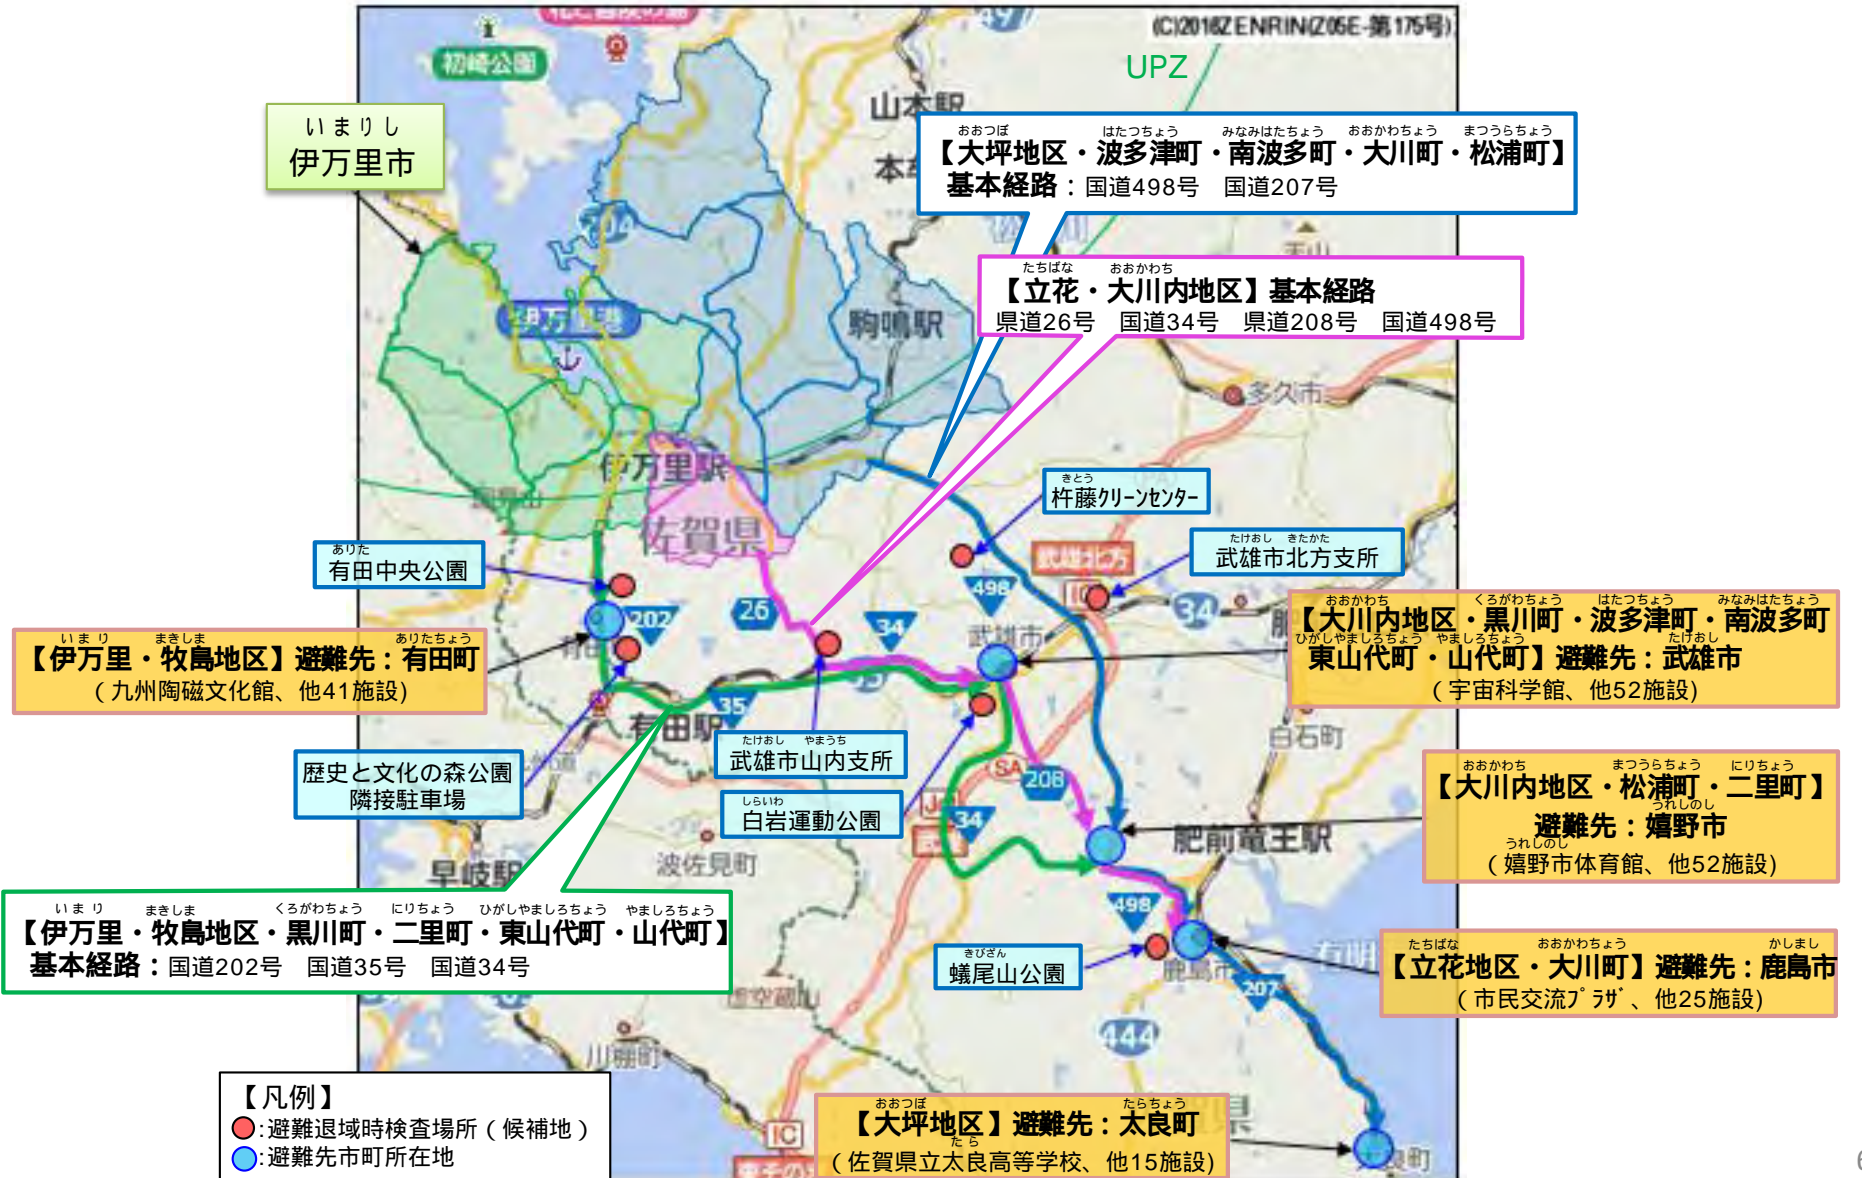 (C)2016ZENRIN(Z05E-第175号)
初崎公園
UPZ
いまりし
伊万里市
山本駅
おおつぼ はたつちょう みなみはたちょう おおかわちょう まつうらちょう
【大坪地区・波多津町・南波多町・大川町・松浦町】
基本経路：国道498号 国道207号
たちばな おおかわち
【立花・大川内地区】基本経路
県道26号 国道34号 県道208号 国道498号
駒鳴駅
多久市
伊万里駅
佐賀県
きとう
杵藤クリーンセンター
ありた
有田中央公園
武雄北方
たけおし きたかた
武雄市北方支所
498
34
26
202
34
武雄市
おおかわち くろがわちょう はたつちょう みなみはたちょう
【大川内地区・黒川町・波多津町・南波多町
ひがしやましろちょう やましろちょう たけおし
東山代町・山代町】避難先：武雄市
（宇宙科学館、他52施設)
いまり まきしま ありたちょう
【伊万里・牧島地区】避難先：有田町
（九州陶磁文化館、他41施設)
35
有田駅
白石町
たけおし やまうち
武雄市山内支所
歴史と文化の森公園
隣接駐車場
SA
208
しらいわ
白岩運動公園
34
おおかわち まつうらちょう にりちょう
【大川内地区・松浦町・二里町】
うれしのし
避難先：嬉野市
うれしのし
（嬉野市体育館、他52施設)
肥前竜王駅
早岐駅
波佐見町
いまり まきしま くろがわちょう にりちょう ひがしやましろちょう やましろちょう
【伊万里・牧島地区・黒川町・二里町・東山代町・山代町】
基本経路：国道202号 国道35号 国道34号
498
きびざん
蟻尾山公園
鹿島市
有明
207
たちばな おおかわちょう かしまし
【立花地区・大川町】避難先：鹿島市
（市民交流プラザ、他25施設)
虚空蔵山
444
川棚町
【凡例】
:避難退域時検査場所（候補地）
:避難先市町所在地
IC
おおつぼ たらちょう
【大坪地区】避難先：太良町
たら
（佐賀県立太良高等学校、他15施設)
県
良町